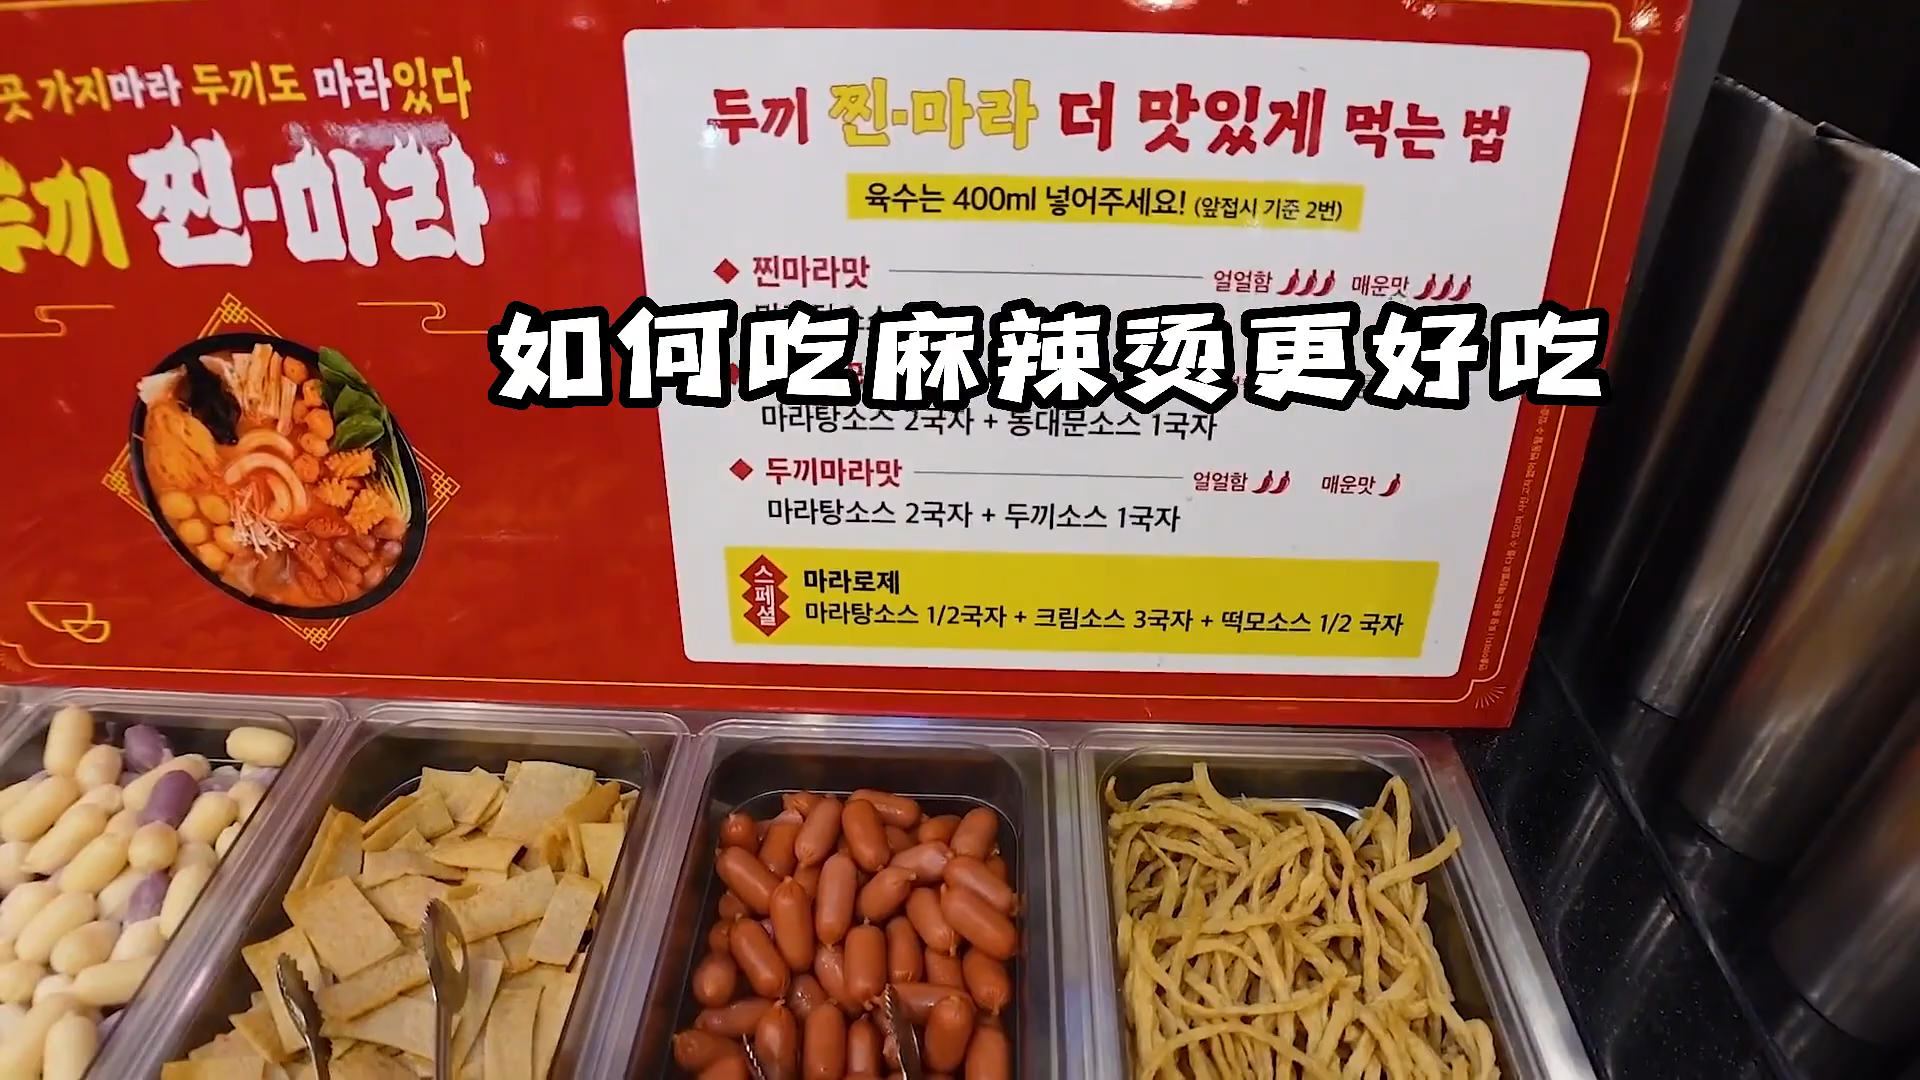 곳 가지마라 두끼도 마라있다
두끼 찐·마라
두끼 찐·마라 더 맛있게 먹는 법
육수는 400ml 넣어주세요! (앞접시 기준 2번)
찐마라맛 얼얼함 매운맛
如何吃麻辣烫更好吃
마라탕소스 2국자 + 동대문소스 1국자
두끼마라맛 얼얼함 매운맛
마라탕소스 2국자 + 두끼소스 1국자
스페셜
마라로제
마라탕소스 1/2국자 + 크림소스 3국자 + 떡모소스 1/2 국자